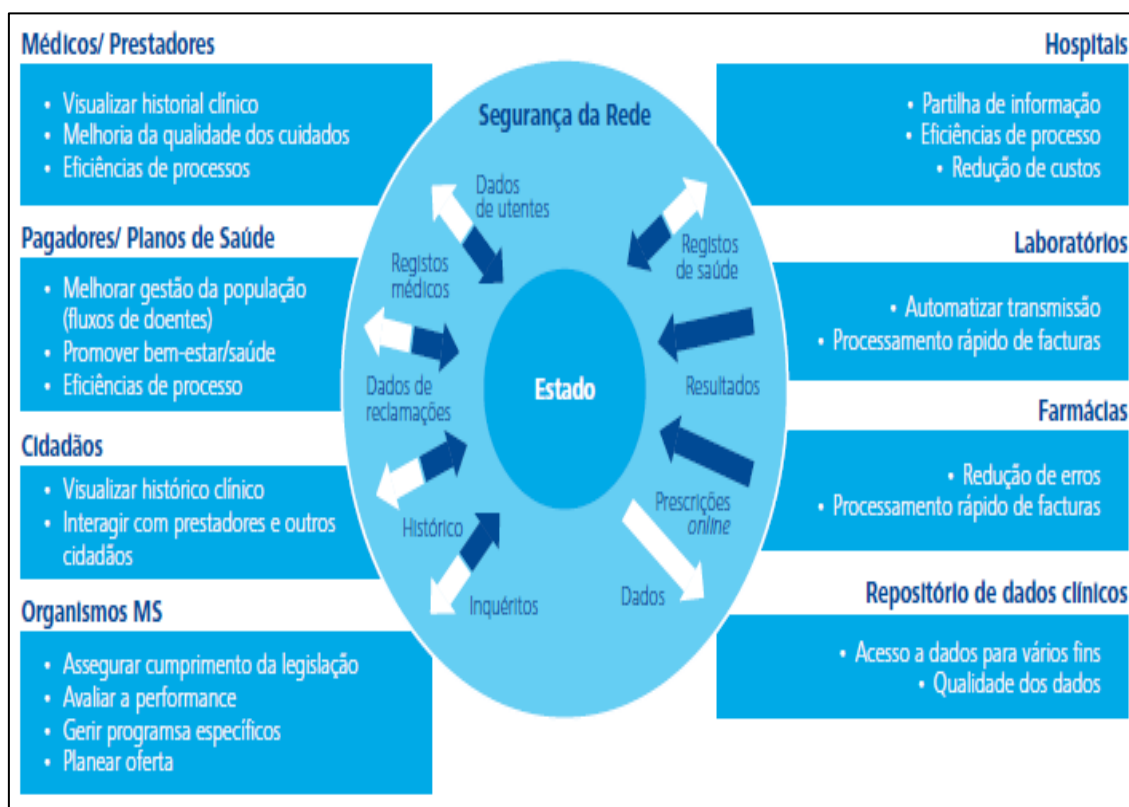 Médicos/ Prestadores
• Visualizar historial clínico
• Melhoria da qualidade dos cuidados
• Eficiências de processos
Pagadores/ Planos de Saúde
• Melhorar gestão da população
(fluxos de doentes)
• Promover bem-estar/saúde
• Eficiências de processo
Cidadãos
• Visualizar histórico clínico
• Interagir com prestadores e outros
cidadãos
Organismos MS
• Assegurar cumprimento da legislação
• Avaliar a performance
• Gerir programsa específicos
• Planear oferta
Segurança da Rede
Dados
de utentes
Registos
médicos
Dados de
reclamações
Histórico
Inquéritos
Estado
Registos
de saúde
Resultados
Prescrições
online
Dados
Hospitais
• Partilha de informação
• Eficiências de processo
• Redução de custos
Laboratórios
• Automatizar transmissão
• Processamento rápido de facturas
Farmácias
• Redução de erros
• Processamento rápido de facturas
Repositório de dados clínicos
• Acesso a dados para vários fins
• Qualidade dos dados